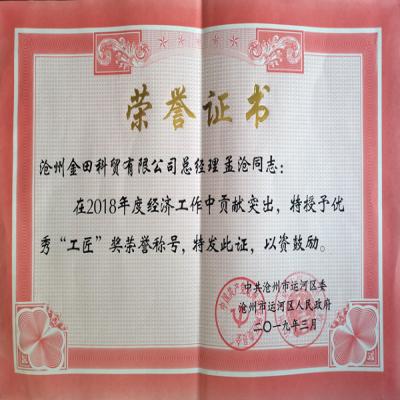 荣誉证书
沧州金田科贸有限公司总经理孟沧同志：
在2018年度经济工作中贡献突出，特授予优
秀“工匠”奖荣誉称号，特发此证，以资鼓励。
中共沧州市运河区委
沧州市运河区人民政府
二〇一九年三月